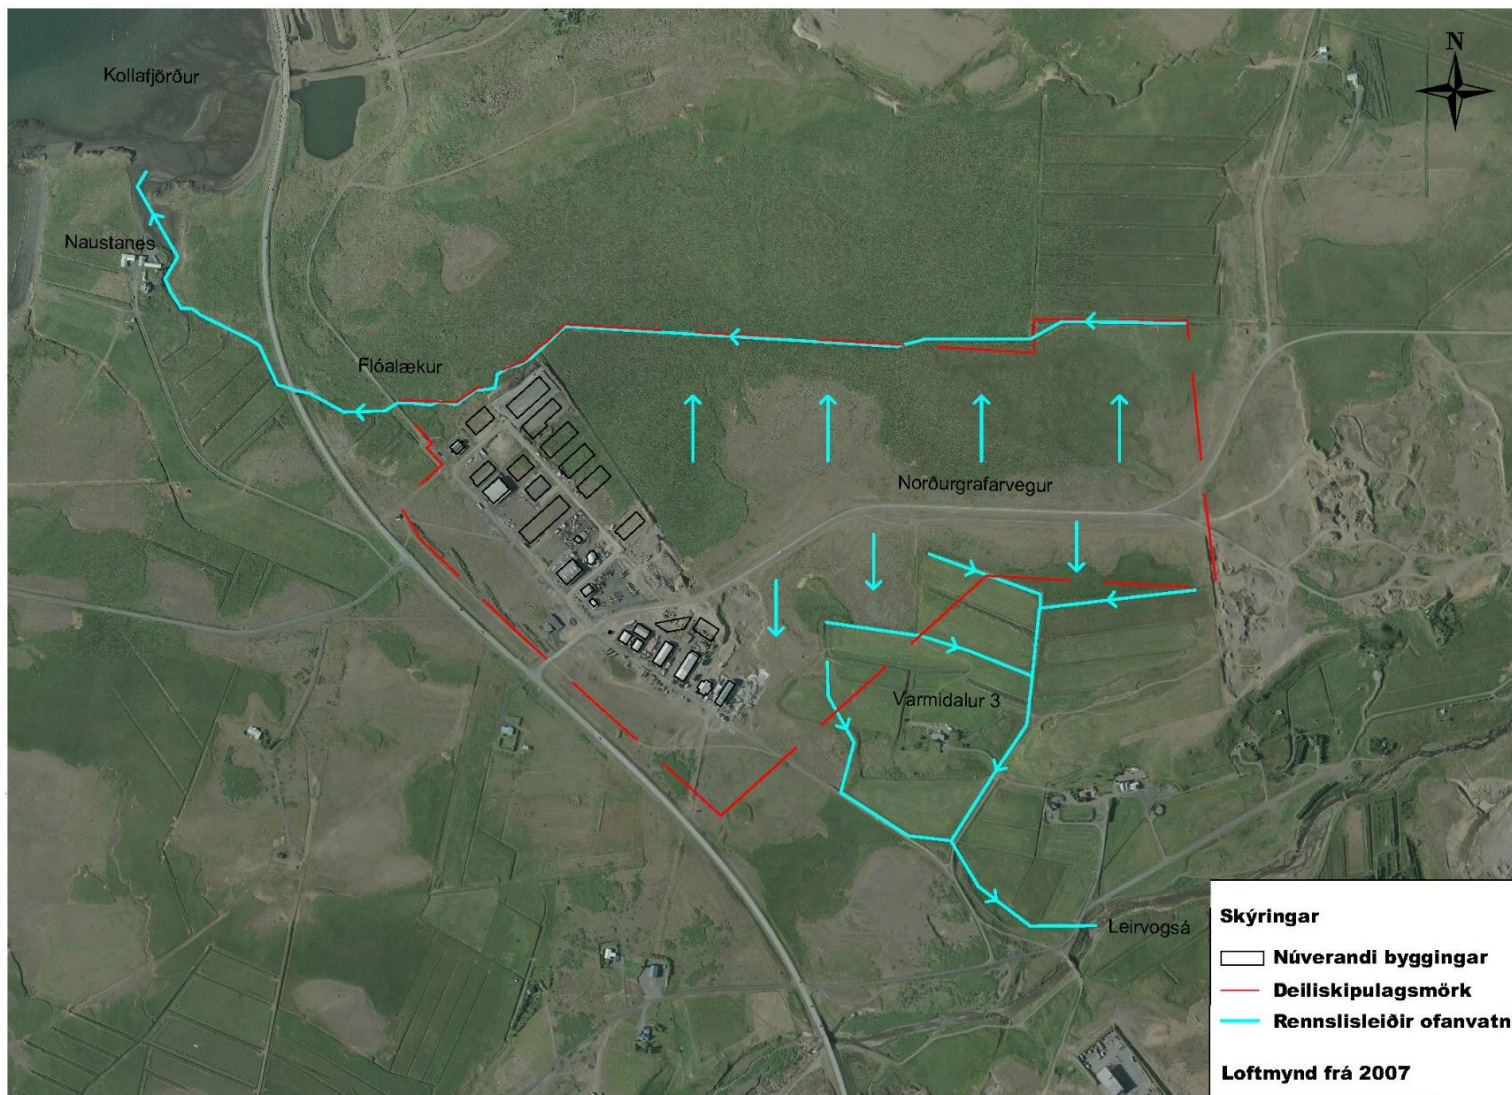 Kollafjörður
N
Naustanes
Flóalækur
Norðurgrafarvegur
Varmidalur 3
Leirvogsá
Skýringar
Núverandi byggingar
Deiliskipulagsmörk
Rennslisleiðir ofanvatn
Loftmynd frá 2007